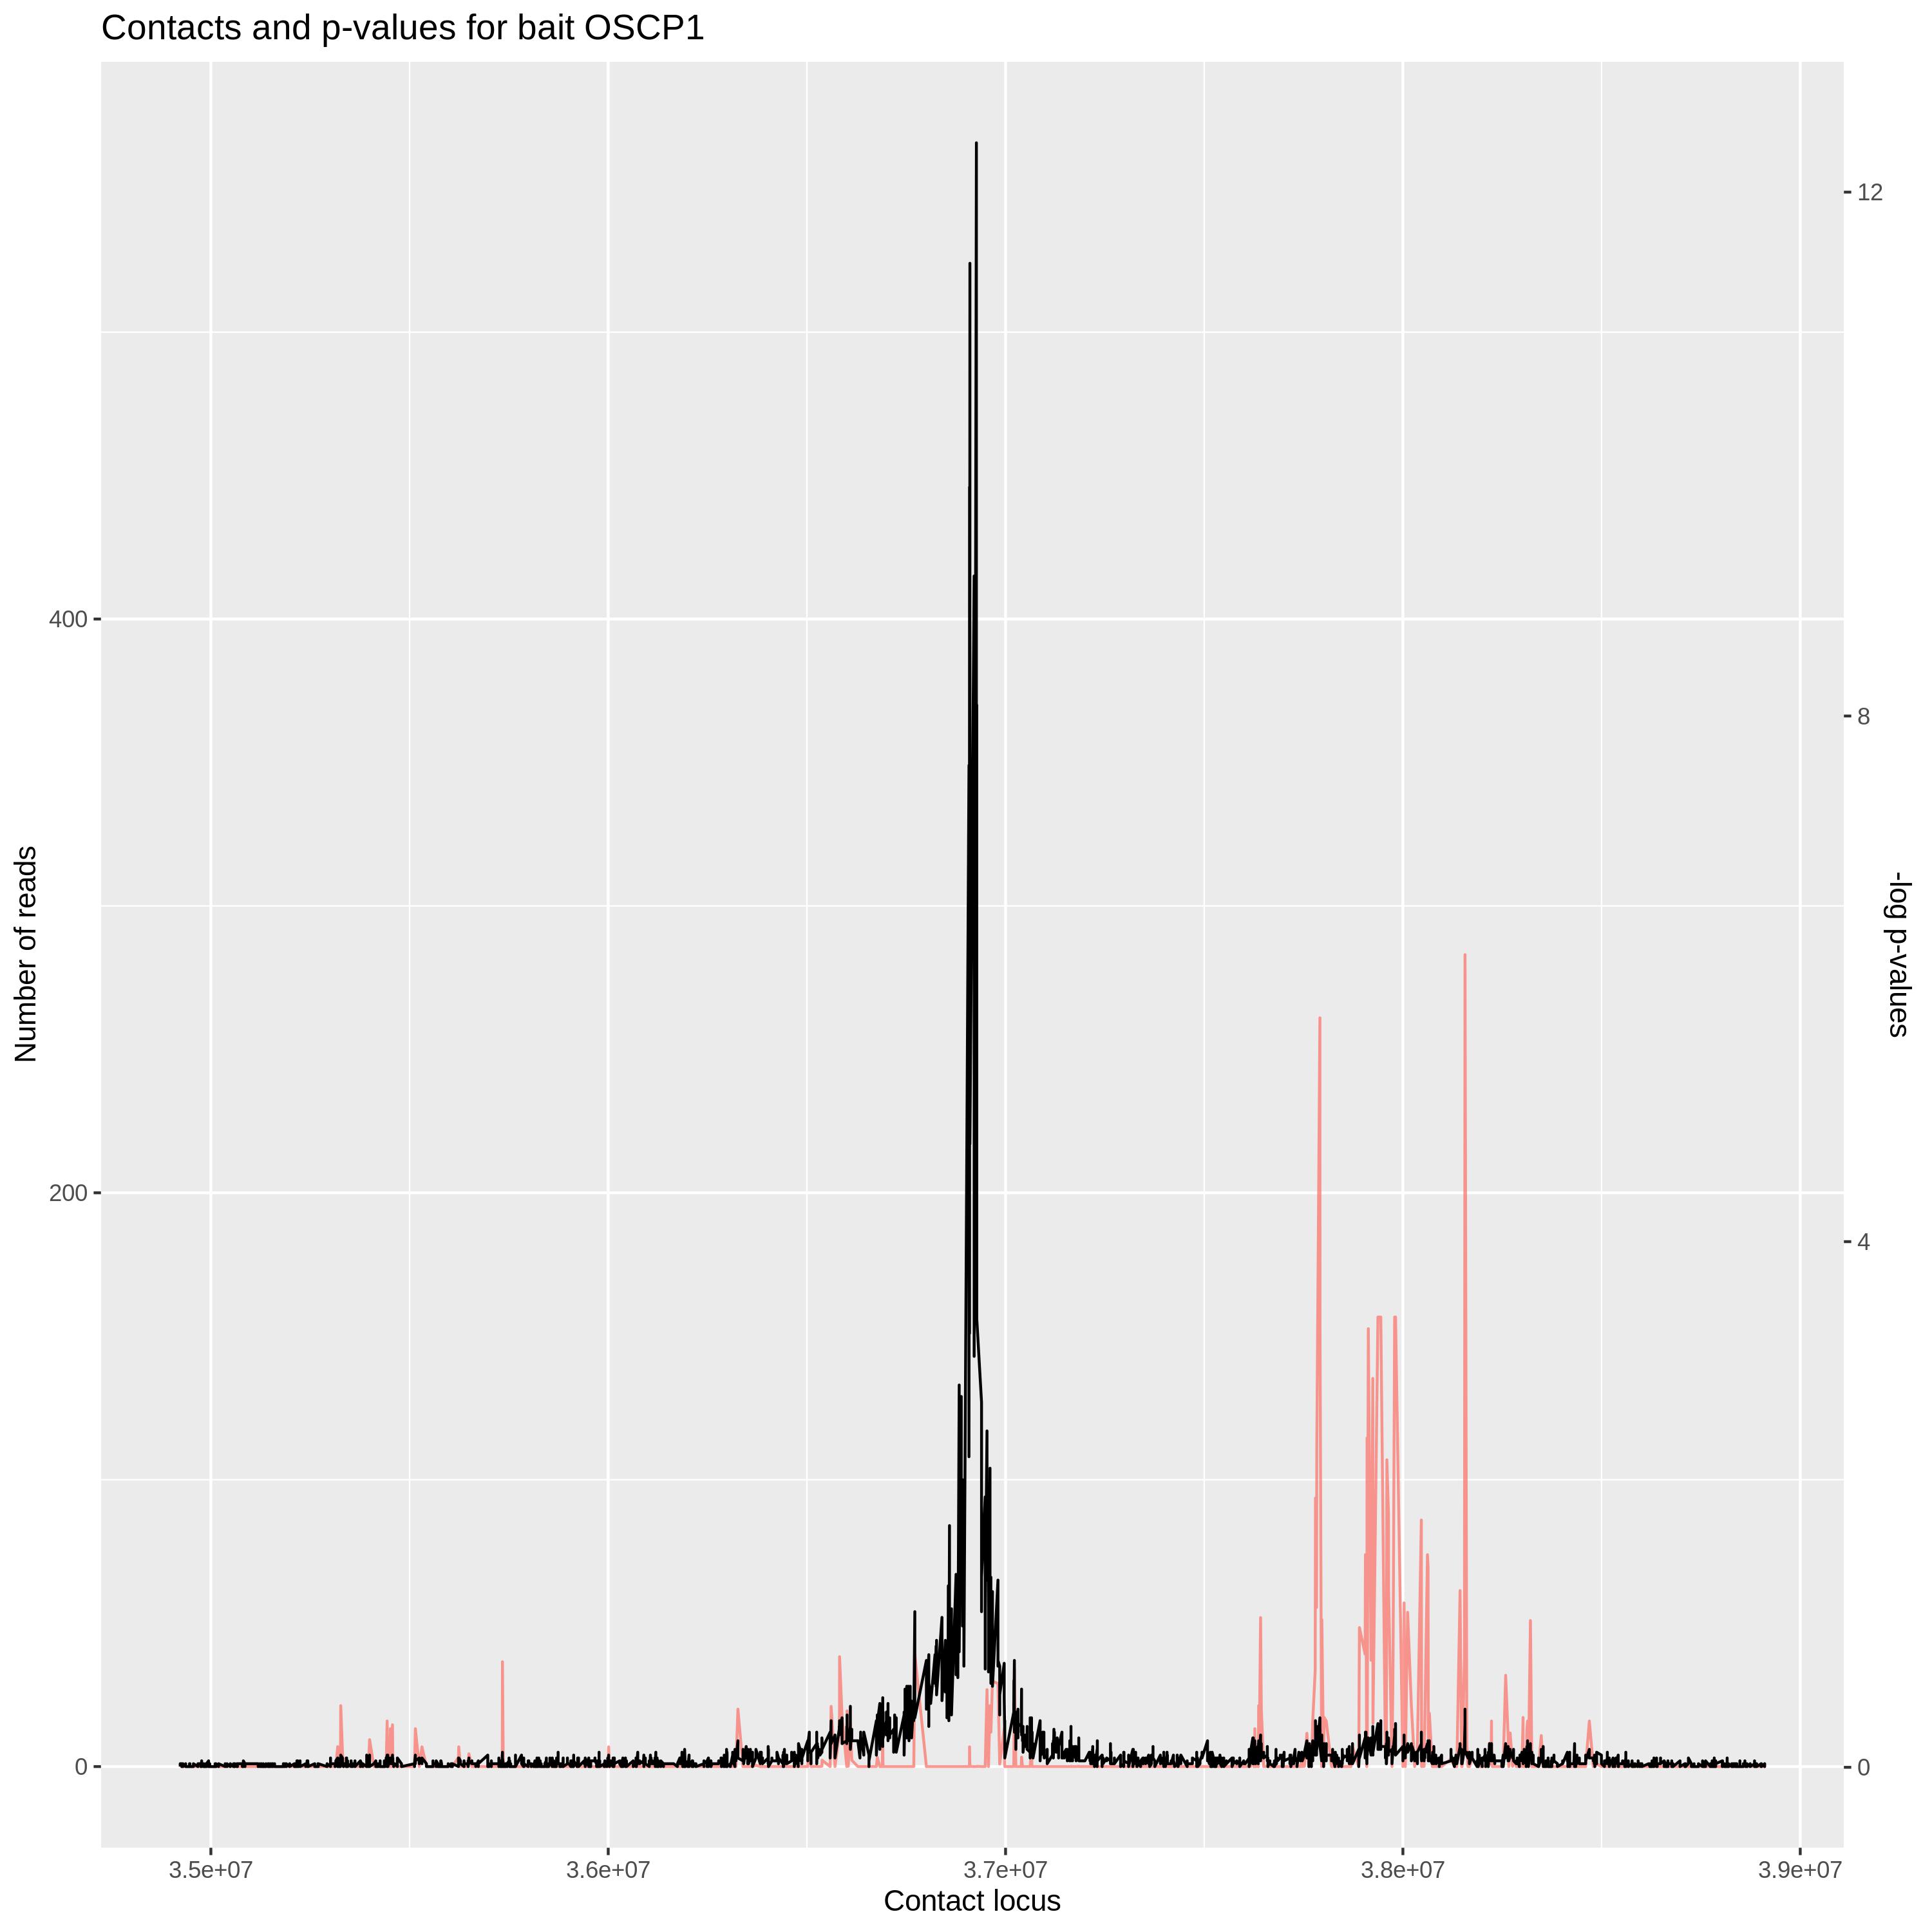 Contacts and p-values for bait OSCP1
Number of reads
400
200
0
12
8
4
0
-log p-values
3.5e+07
3.6e+07
3.7e+07
3.8e+07
3.9e+07
Contact locus